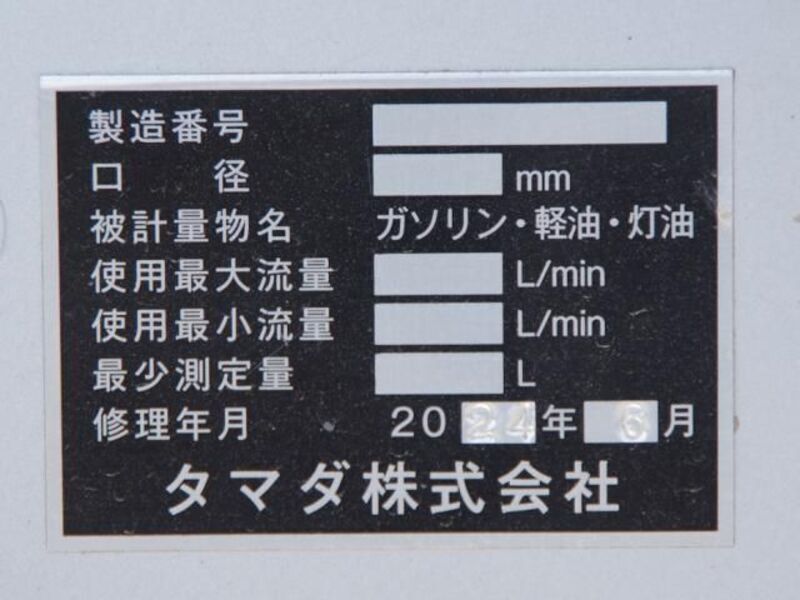 製造番号
口径 mm
被計量物名 ガソリン・軽油・灯油
使用最大流量 L/min
使用最小流量 L/min
最少測定量 L
修理年月 2024年 6月
タマダ株式会社